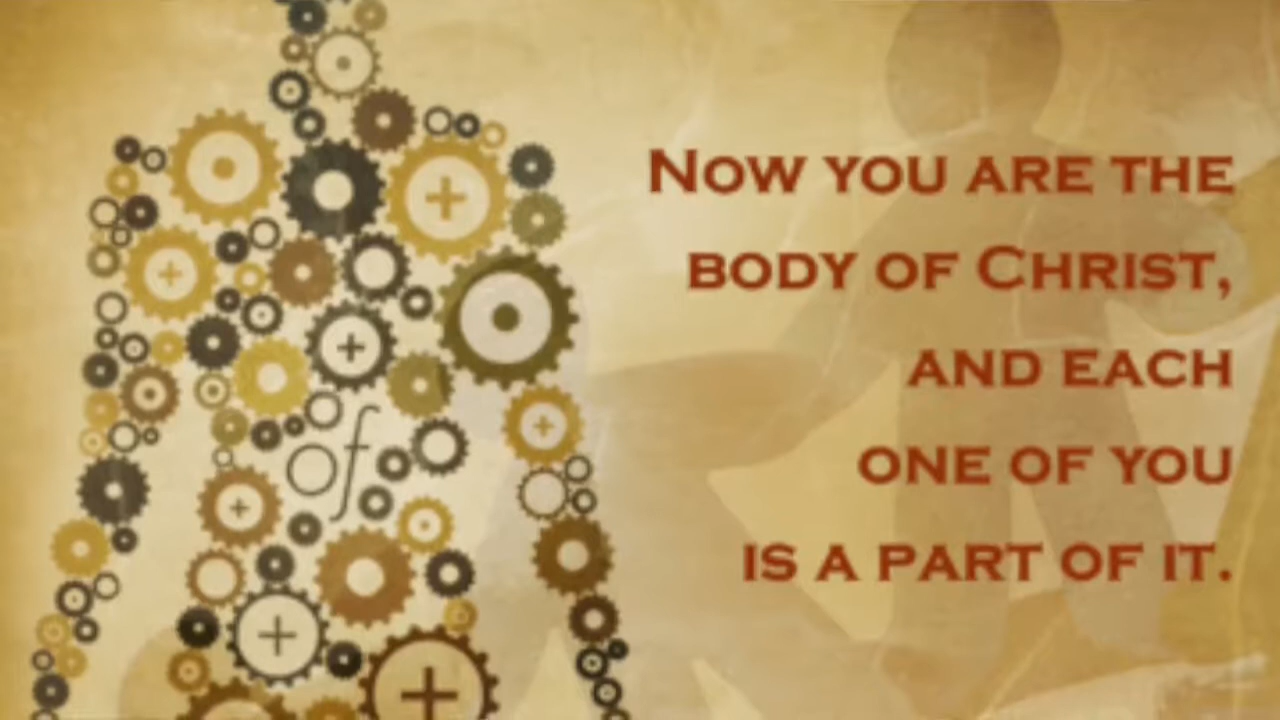 of
Now you are the
body of Christ,
and each
one of you
is a part of it.